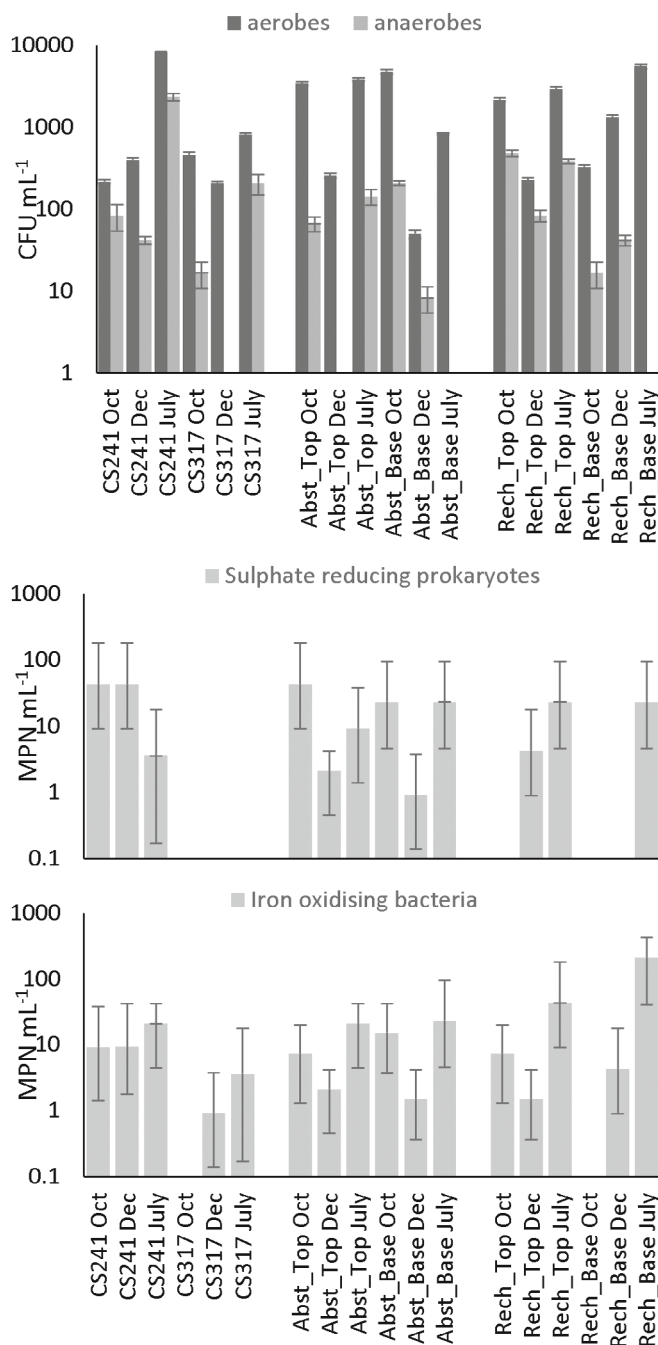 aerobes anaerobes
10000
1000
100
10
1
CFU mL-1
CS241 Oct
CS241 Dec
CS241 July
CS317 Oct
CS317 Dec
CS317 July
Abst_Top Oct
Abst_Top Dec
Abst_Top July
Abst_Base Oct
Abst_Base Dec
Abst_Base July
Rech_Top Oct
Rech_Top Dec
Rech_Top July
Rech_Base Oct
Rech_Base Dec
Rech_Base July
Sulphate reducing prokaryotes
1000
100
10
1
0.1
MPN mL-1
Iron oxidising bacteria
1000
100
10
1
0.1
MPN mL-1
CS241 Oct
CS241 Dec
CS241 July
CS317 Oct
CS317 Dec
CS317 July
Abst_Top Oct
Abst_Top Dec
Abst_Top July
Abst_Base Oct
Abst_Base Dec
Abst_Base July
Rech_Top Oct
Rech_Top Dec
Rech_Top July
Rech_Base Oct
Rech_Base Dec
Rech_Base July